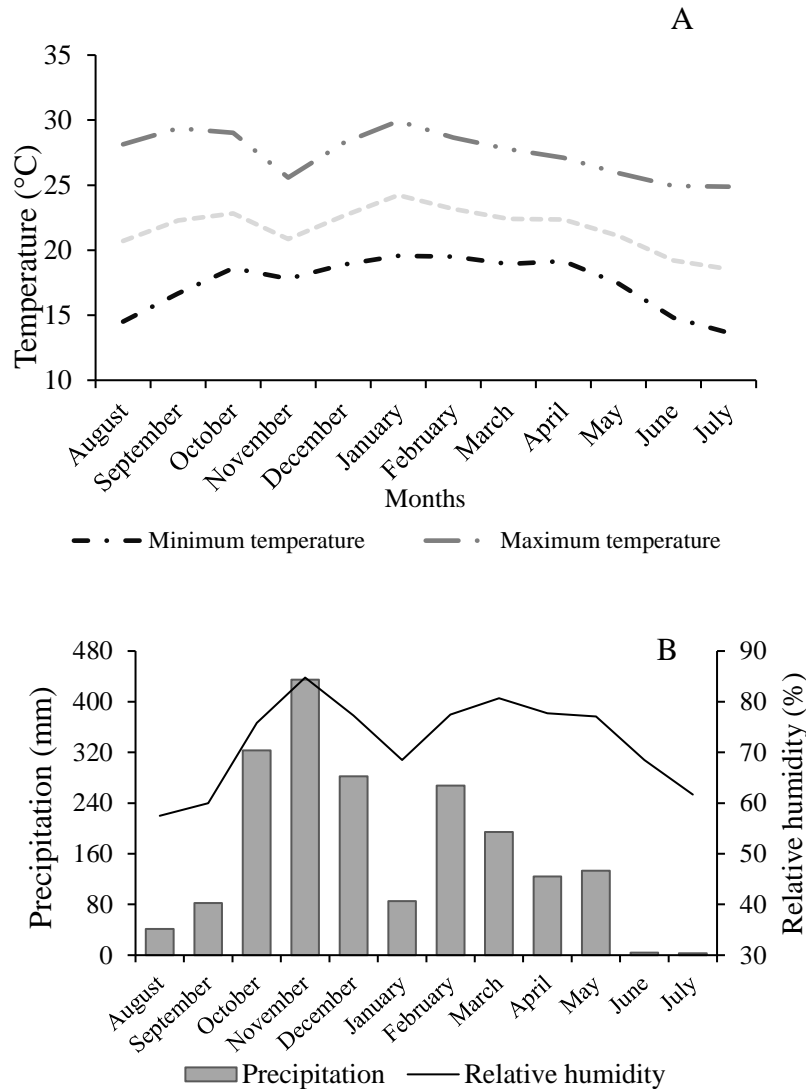 A
35
30
25
20
15
10
Temperature (°C)
August
September
October
November
December
January
February
March
April
May
June
July
Months
Minimum temperature
Maximum temperature
B
480
400
320
240
160
80
0
Precipitation (mm)
90
80
70
60
50
40
30
Relative humidity (%)
August
September
October
November
December
January
February
March
April
May
June
July
Precipitation
Relative humidity